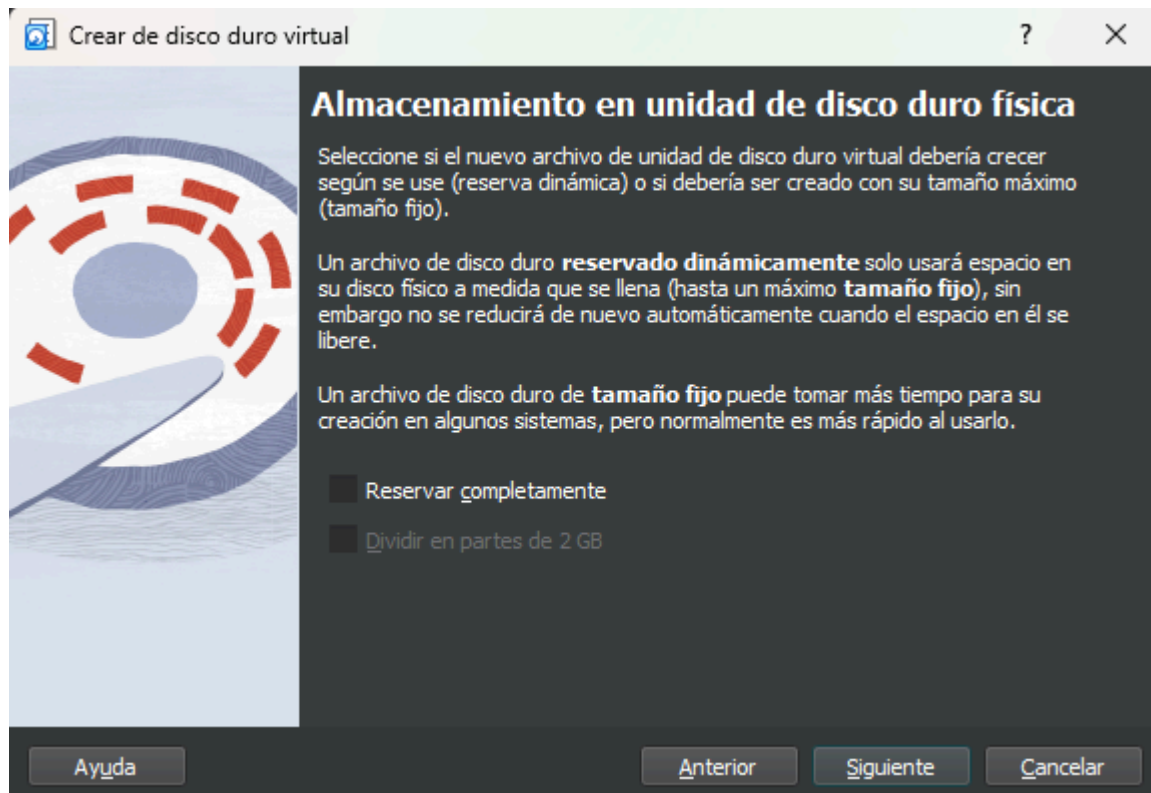 Crear de disco duro virtual
?
Almacenamiento en unidad de disco duro física
Seleccione si el nuevo archivo de unidad de disco duro virtual debería crecer
según se use (reserva dinámica) o si debería ser creado con su tamaño máximo
(tamaño fijo).
Un archivo de disco duro reservado dinámicamente solo usará espacio en
su disco físico a medida que se llena (hasta un máximo tamaño fijo), sin
embargo no se reducirá de nuevo automáticamente cuando el espacio en él se
libere.
Un archivo de disco duro de tamaño fijo puede tomar más tiempo para su
creación en algunos sistemas, pero normalmente es más rápido al usarlo.
Reservar completamente
Dividir en partes de 2 GB
Ayuda
Anterior
Siguiente
Cancelar